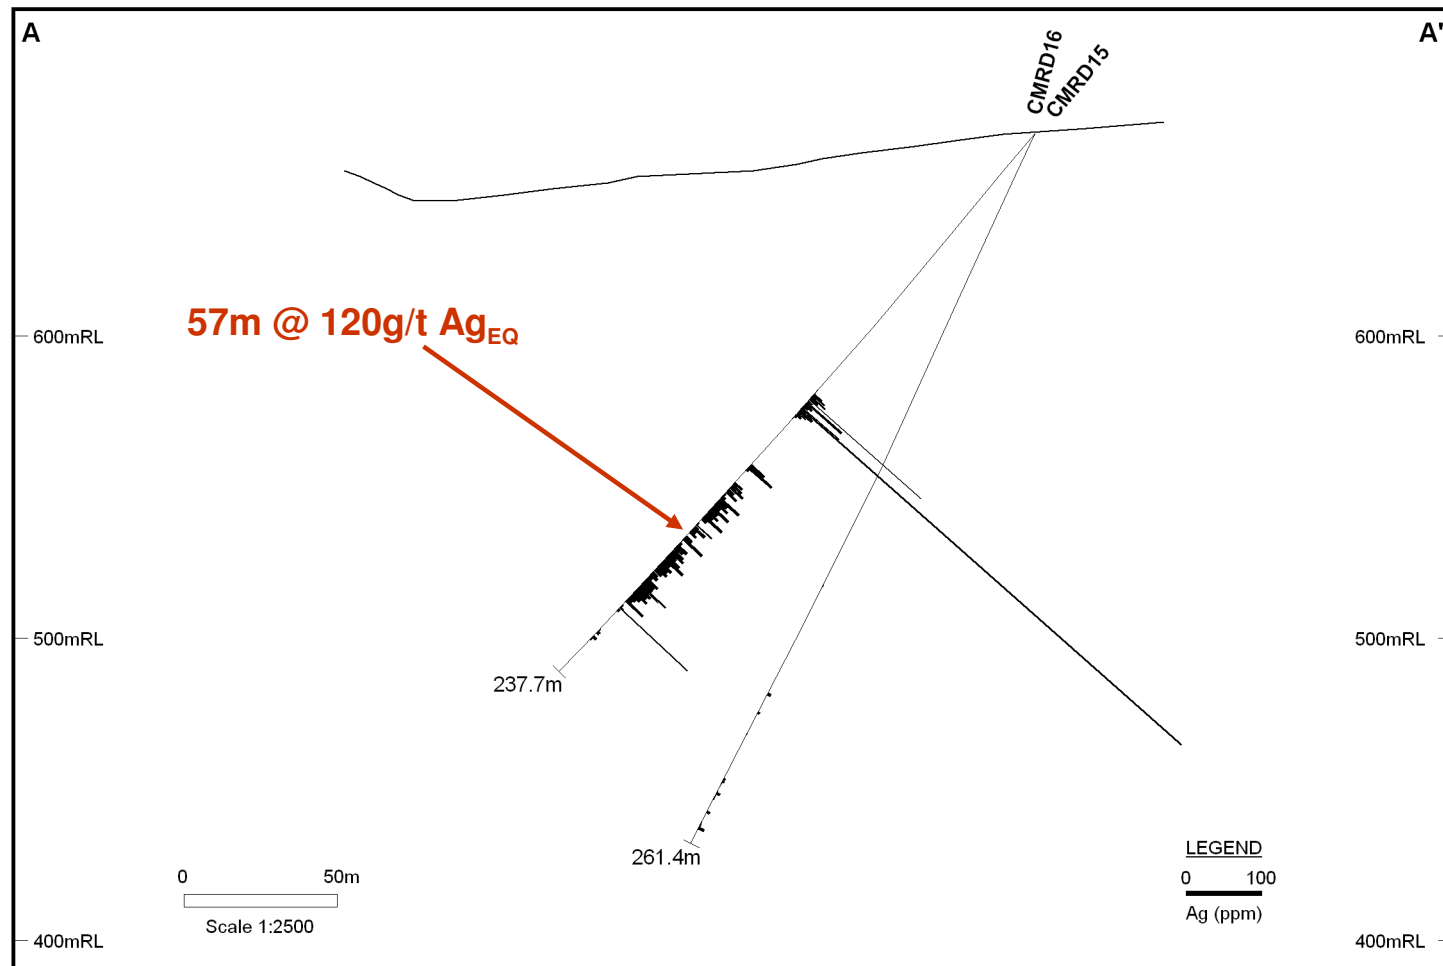 A
A'
CMRD16
CMRD15
57m @ 120g/t AgEQ
600mRL
600mRL
500mRL
500mRL
237.7m
261.4m
LEGEND
0 100
Ag (ppm)
0 50m
Scale 1:2500
400mRL
400mRL